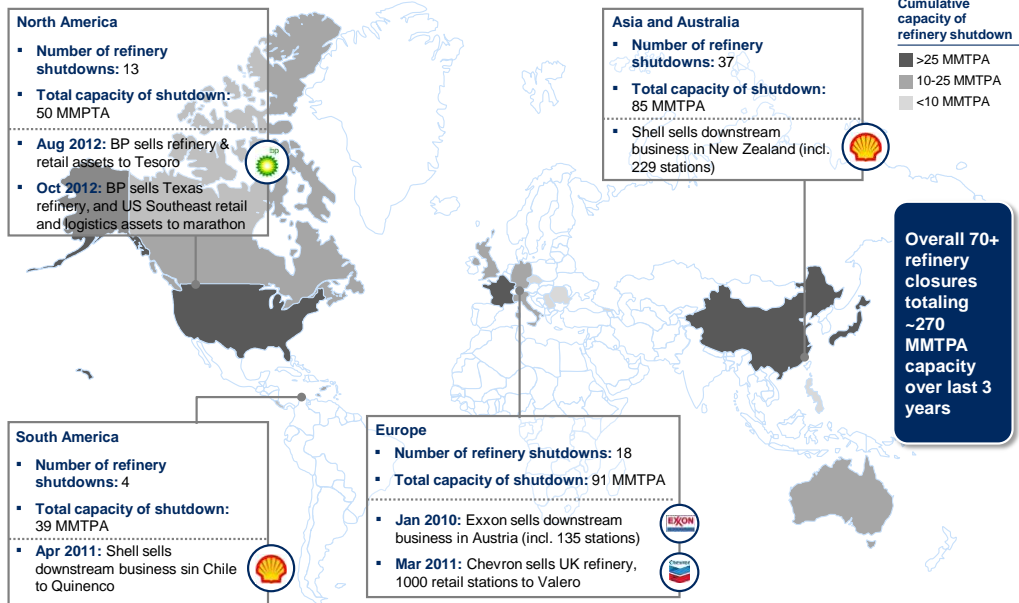 North America
▪ Number of refinery
shutdowns: 13
▪ Total capacity of shutdown:
50 MMPTA
▪ Aug 2012: BP sells refinery &
retail assets to Tesoro
▪ Oct 2012: BP sells Texas
refinery, and US Southeast retail
and logistics assets to marathon
bp
Asia and Australia
▪ Number of refinery
shutdowns: 37
▪ Total capacity of shutdown:
85 MMTPA
▪ Shell sells downstream
business in New Zealand (incl.
229 stations)
Cumulative
capacity of
refinery shutdown
>25 MMTPA
10-25 MMTPA
<10 MMTPA
Overall 70+
refinery
closures
totaling
~270
MMTPA
capacity
over last 3
years
South America
▪ Number of refinery
shutdowns: 4
▪ Total capacity of shutdown:
39 MMTPA
▪ Apr 2011: Shell sells
downstream business sin Chile
to Quinenco
Europe
▪ Number of refinery shutdowns: 18
▪ Total capacity of shutdown: 91 MMTPA
▪ Jan 2010: Exxon sells downstream
business in Austria (incl. 135 stations)
▪ Mar 2011: Chevron sells UK refinery,
1000 retail stations to Valero
EXXON
Chevron